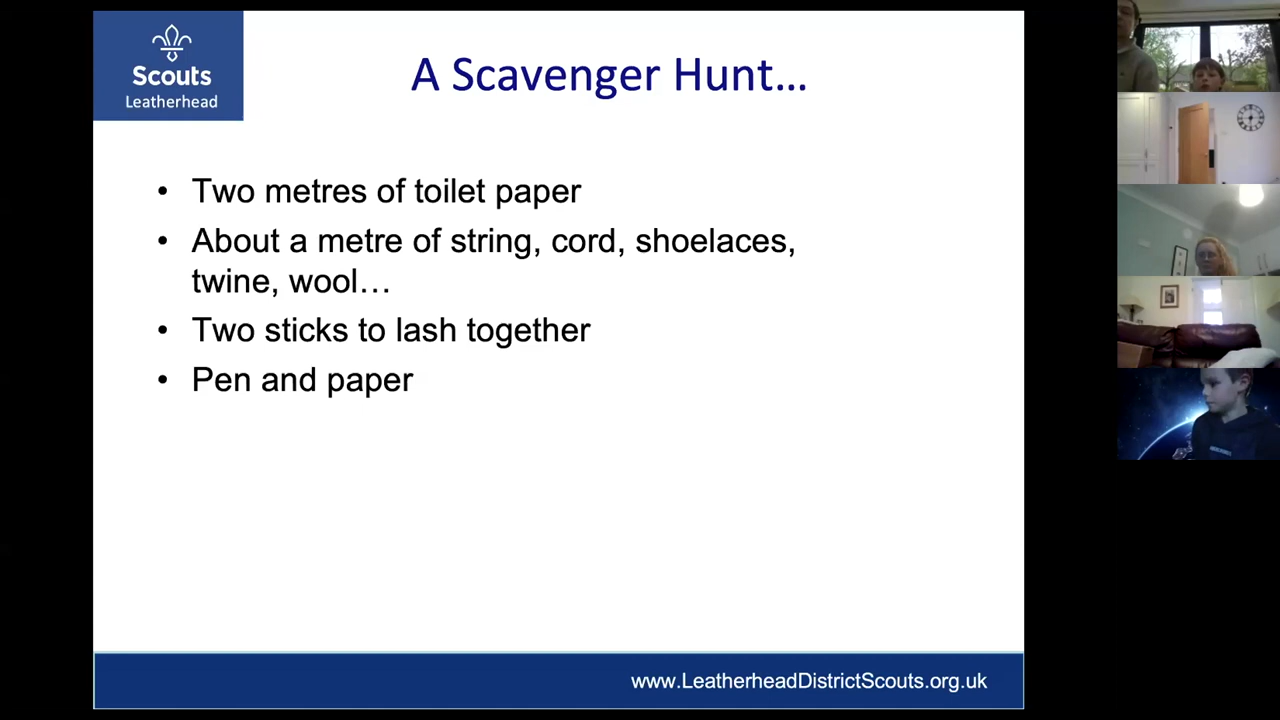 Scouts
Leatherhead
A Scavenger Hunt...
• Two metres of toilet paper
• About a metre of string, cord, shoelaces,
twine, wool...
• Two sticks to lash together
• Pen and paper
www.LeatherheadDistrictScouts.org.uk